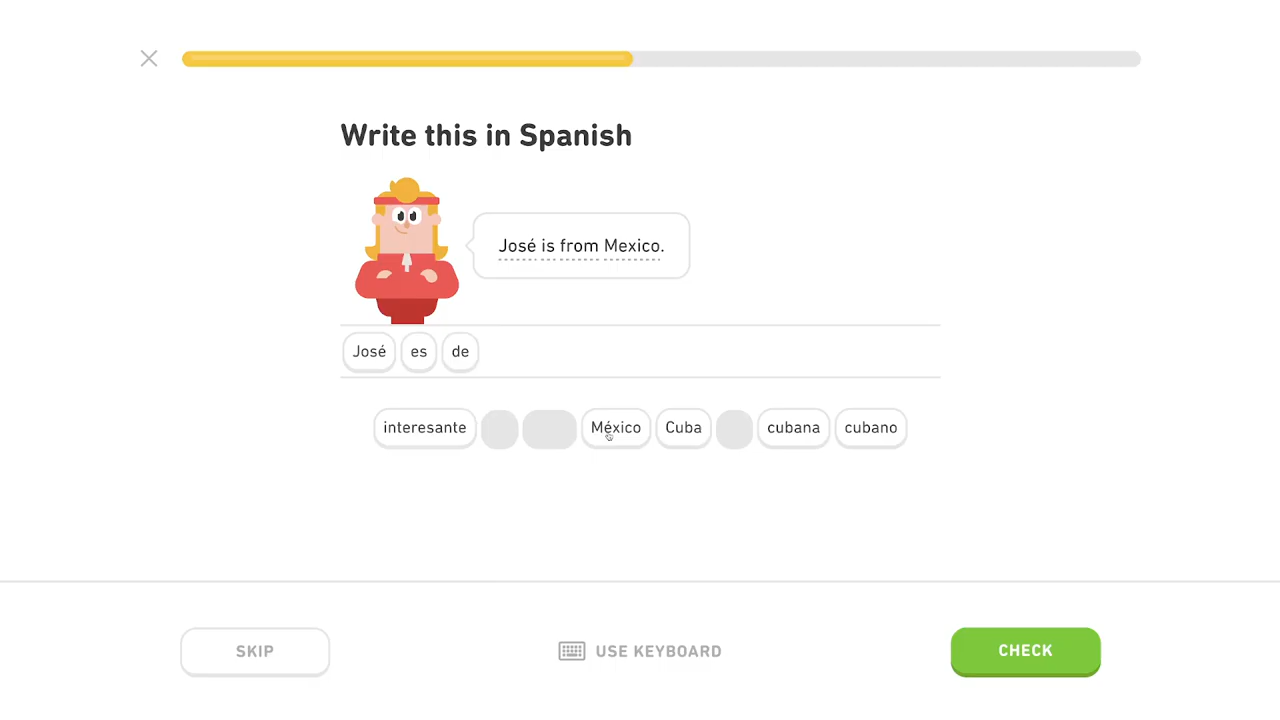 Write this in Spanish
José is from Mexico.
José es de
interesante México Cuba cubana cubano
SKIP USE KEYBOARD CHECK